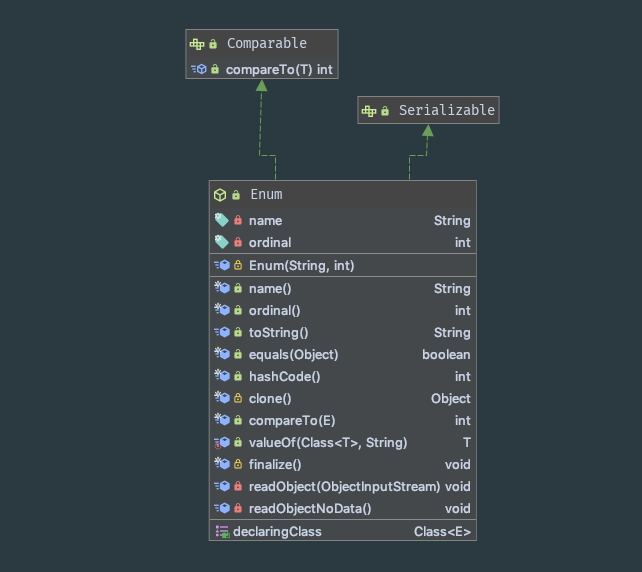 Comparable
compareTo(T) int
Serializable
Enum
name String
ordinal int
Enum(String, int)
name() String
ordinal() int
toString() String
equals(Object) boolean
hashCode() int
clone() Object
compareTo(E) int
valueOf(Class<T>, String) T
finalize() void
readObject(ObjectInputStream) void
readObjectNoData() void
declaringClass Class<E>